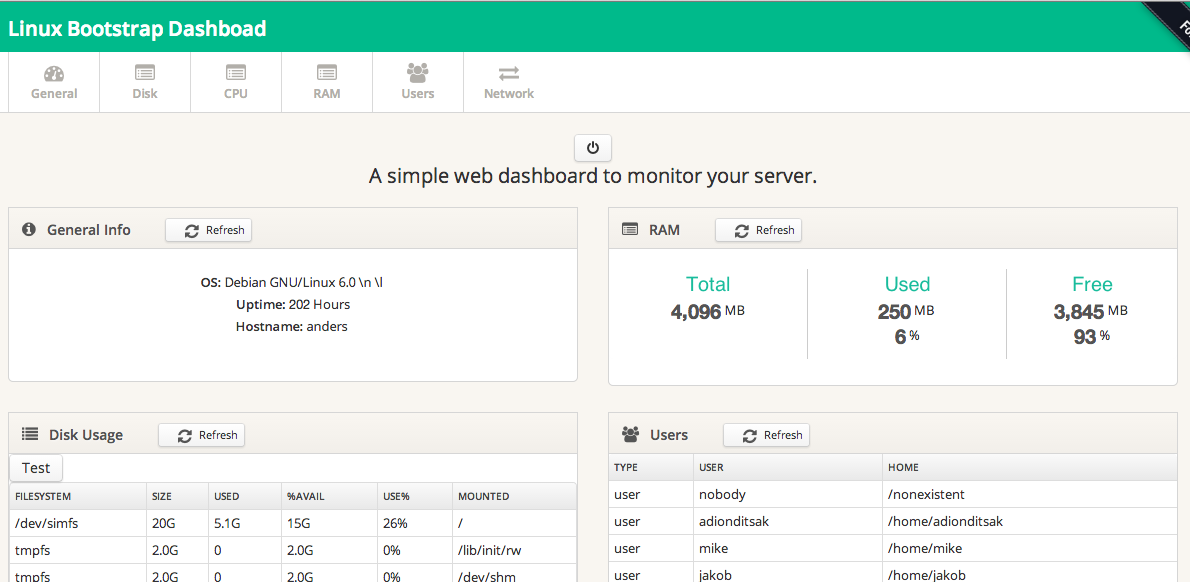 Linux Bootstrap Dashboad
General Disk CPU RAM Users Network
A simple web dashboard to monitor your server.
General Info Refresh
OS: Debian GNU/Linux 6.0 \n \l
Uptime: 202 Hours
Hostname: anders
RAM Refresh
Total Used Free
4,096 MB 250 MB 3,845 MB
6 % 93 %
Disk Usage Refresh
Test
FILESYSTEM SIZE USED %AVAIL USE% MOUNTED
/dev/simfs 20G 5.1G 15G 26% /
tmpfs 2.0G 0 2.0G 0% /lib/init/rw
tmpfs 2.0G 0 2.0G 0% /dev/shm
Users Refresh
TYPE USER HOME
user nobody /nonexistent
user adionditsak /home/adionditsak
user mike /home/mike
user jakob /home/jakob